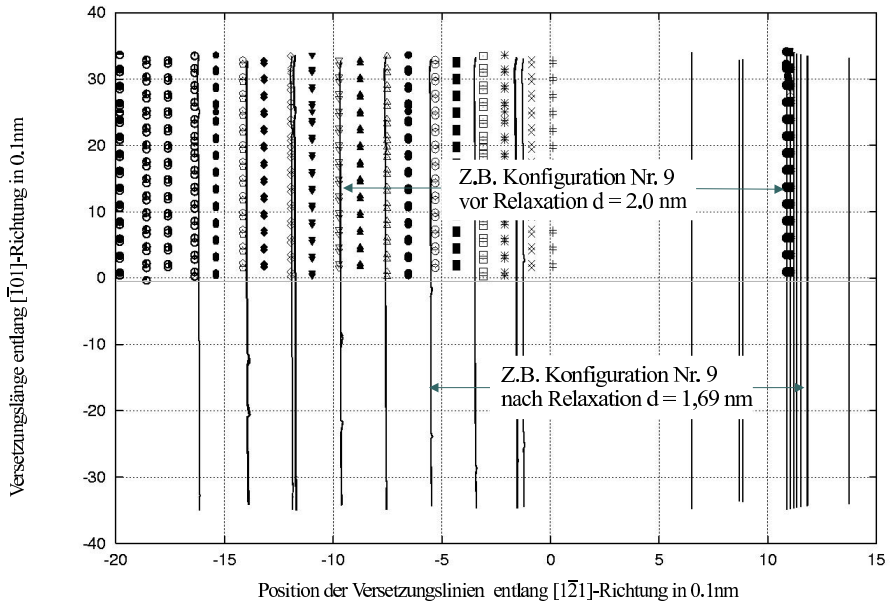 40
30
20
10
0
-10
-20
-30
-40
-20
-15
-10
-5
0
5
10
15
Versetzungslänge entlang [1̅01]-Richtung in 0.1nm
Z.B. Konfiguration Nr. 9
vor Relaxation d = 2.0 nm
Z.B. Konfiguration Nr. 9
nach Relaxation d = 1,69 nm
Position der Versetzungslinien entlang [12̅1]-Richtung in 0.1nm